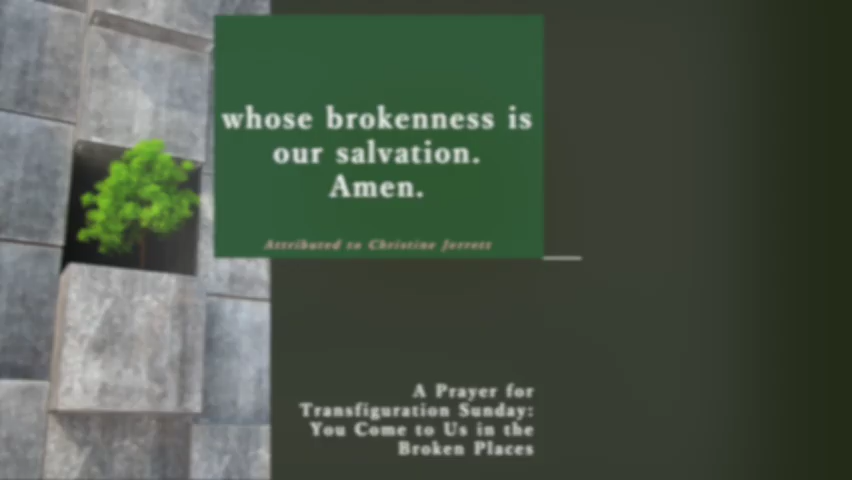 whose brokenness is
our salvation.
Amen.
Attributed to Christine Jerrett
A Prayer for
Transfiguration Sunday:
You Come to Us in the
Broken Places